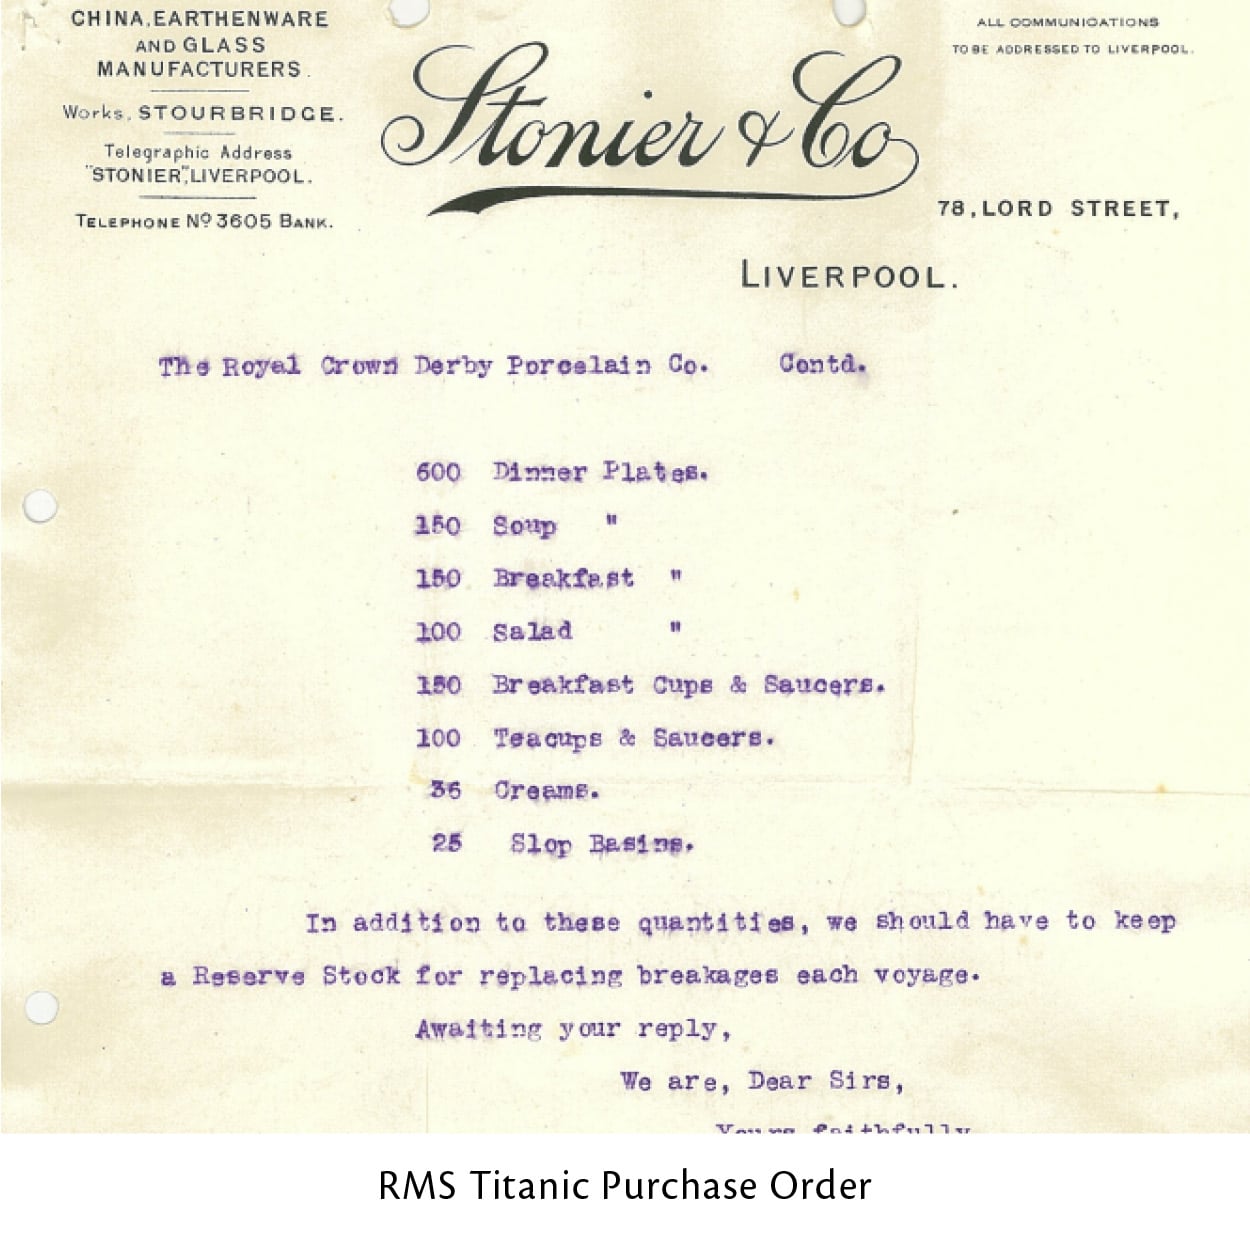 CHINA, EARTHENWARE
AND GLASS
MANUFACTURERS.
Works, STOURBRIDGE.
Telegraphic Address
"STONIER", LIVERPOOL.
TELEPHONE Nº 3605 BANK.
Stonier & Co
ALL COMMUNICATIONS
TO BE ADDRESSED TO LIVERPOOL.
78, LORD STREET,
LIVERPOOL.
The Royal Crown Derby Porcelain Co. Contd.
600 Dinner Plates.
150 Soup "
150 Breakfast "
100 Salad "
150 Breakfast Cups & Saucers.
100 Teacups & Saucers.
36 Creams.
25 Slop Basins.
In addition to these quantities, we should have to keep
a Reserve Stock for replacing breakages each voyage.
Awaiting your reply,
We are, Dear Sirs,
Yours faithfully
RMS Titanic Purchase Order